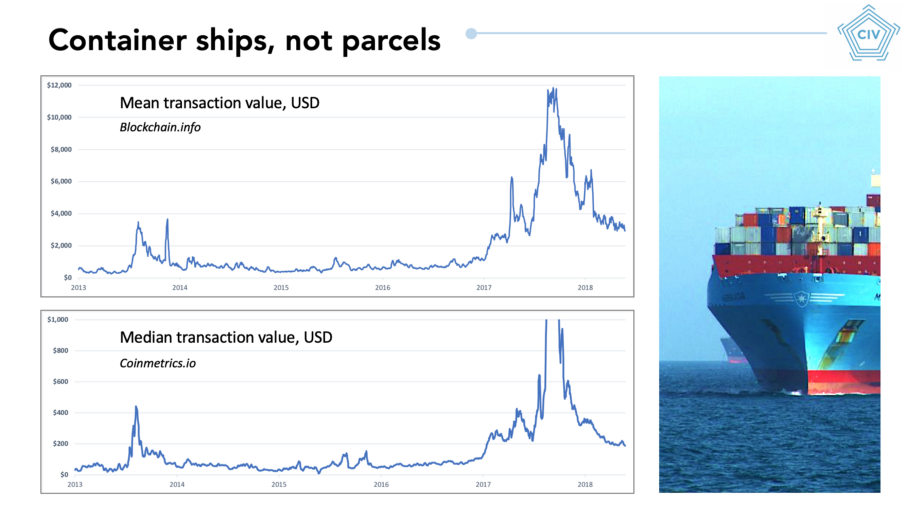 Container ships, not parcels
CIV
Mean transaction value, USD
Blockchain.info
$12,000
$10,000
$8,000
$6,000
$4,000
$2,000
$0
2013 2014 2015 2016 2017 2018
Median transaction value, USD
Coinmetrics.io
$1,000
$800
$600
$400
$200
$0
2013 2014 2015 2016 2017 2018